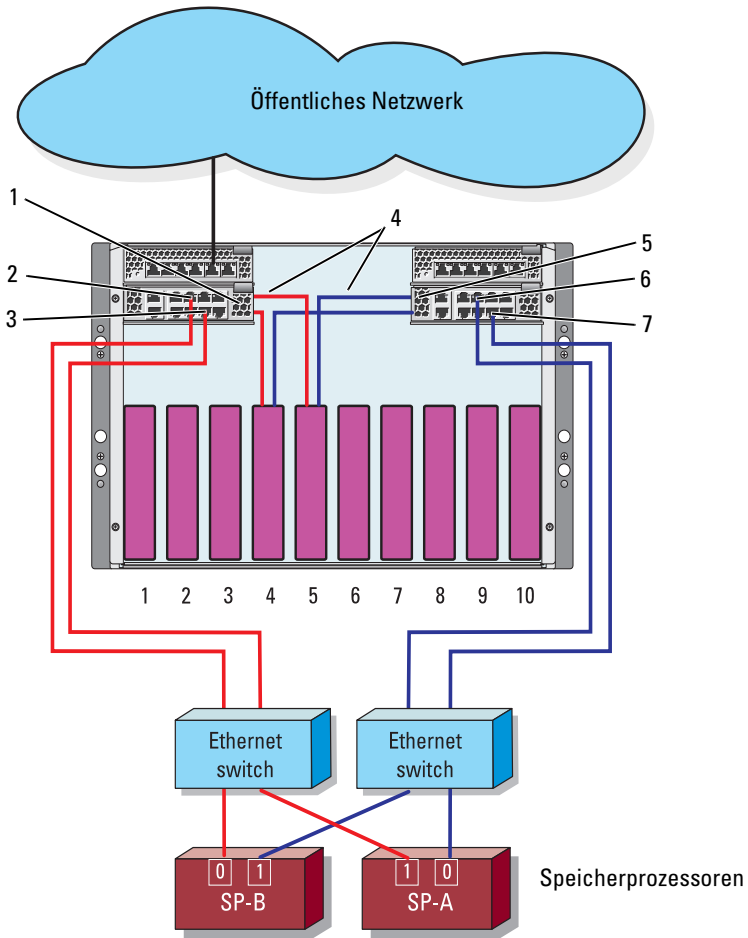 Öffentliches Netzwerk
1
4
5
2
6
3
7
1 2 3 4 5 6 7 8 9 10
Ethernet
switch
Ethernet
switch
0 1
SP-B
1 0
SP-A
Speicherprozessoren